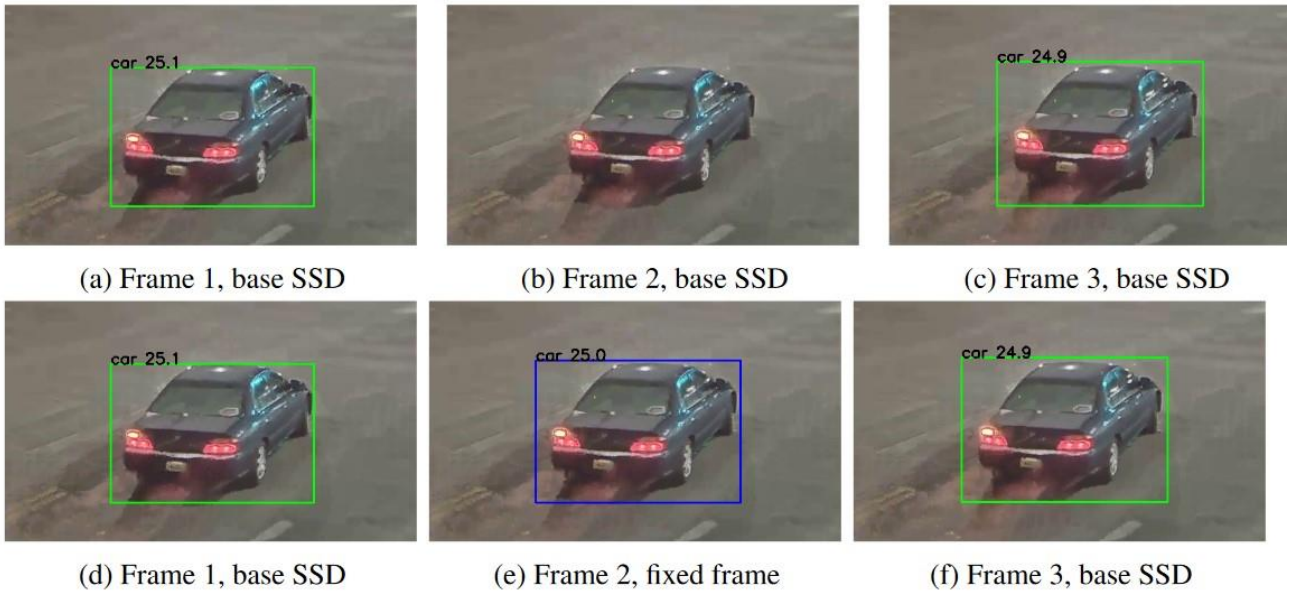 car 25.1
car 24.9
(a) Frame 1, base SSD
(b) Frame 2, base SSD
(c) Frame 3, base SSD
car 25.1
car 25.0
car 24.9
(d) Frame 1, base SSD
(e) Frame 2, fixed frame
(f) Frame 3, base SSD